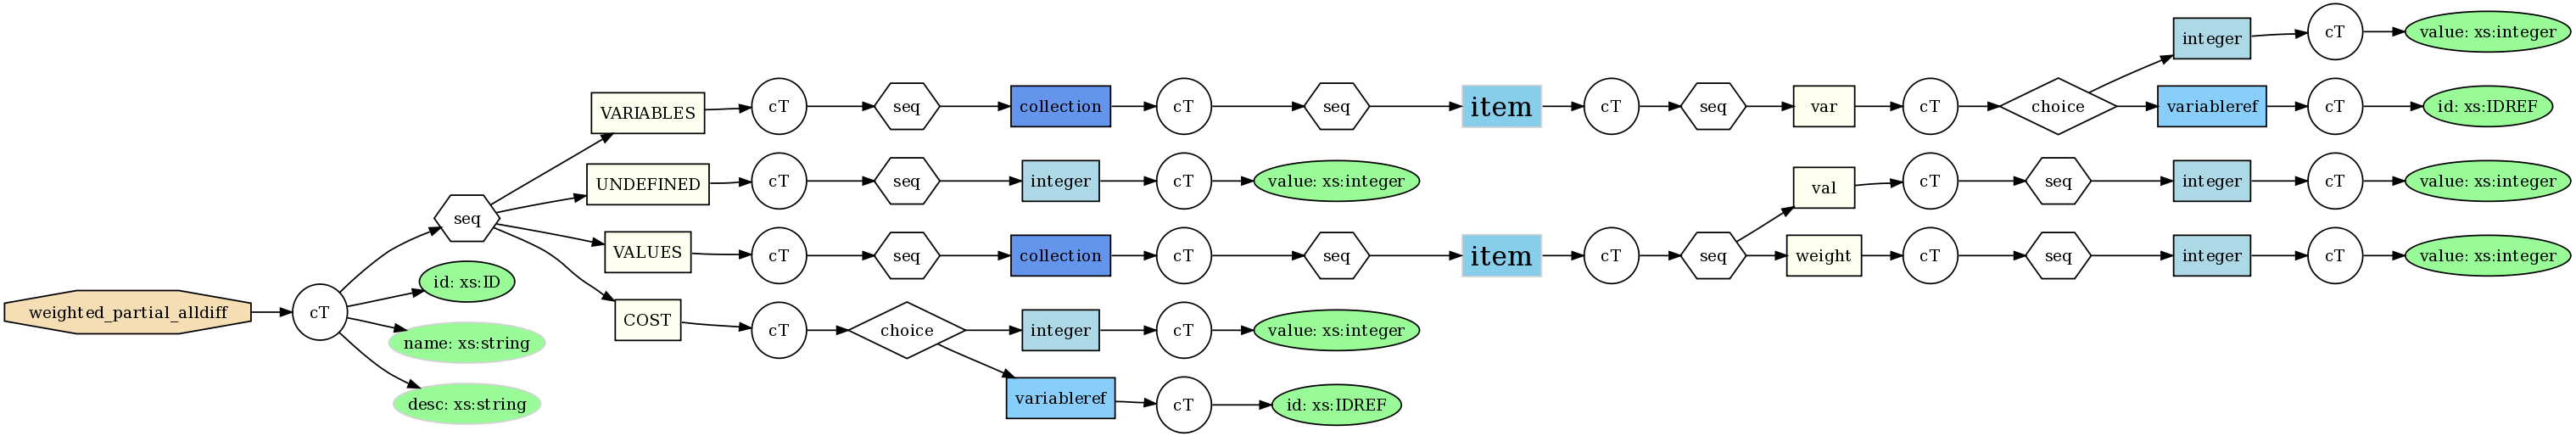 weighted_partial_alldiff
cT
seq
VARIABLES
cT
seq
collection
cT
seq
item
cT
seq
var
cT
choice
integer
cT
value: xs:integer
variableref
cT
id: xs:IDREF
UNDEFINED
cT
seq
integer
cT
value: xs:integer
VALUES
cT
seq
collection
cT
seq
item
cT
seq
val
cT
seq
integer
cT
value: xs:integer
weight
cT
seq
integer
cT
value: xs:integer
COST
cT
choice
integer
cT
value: xs:integer
variableref
cT
id: xs:IDREF
id: xs:ID
name: xs:string
desc: xs:string